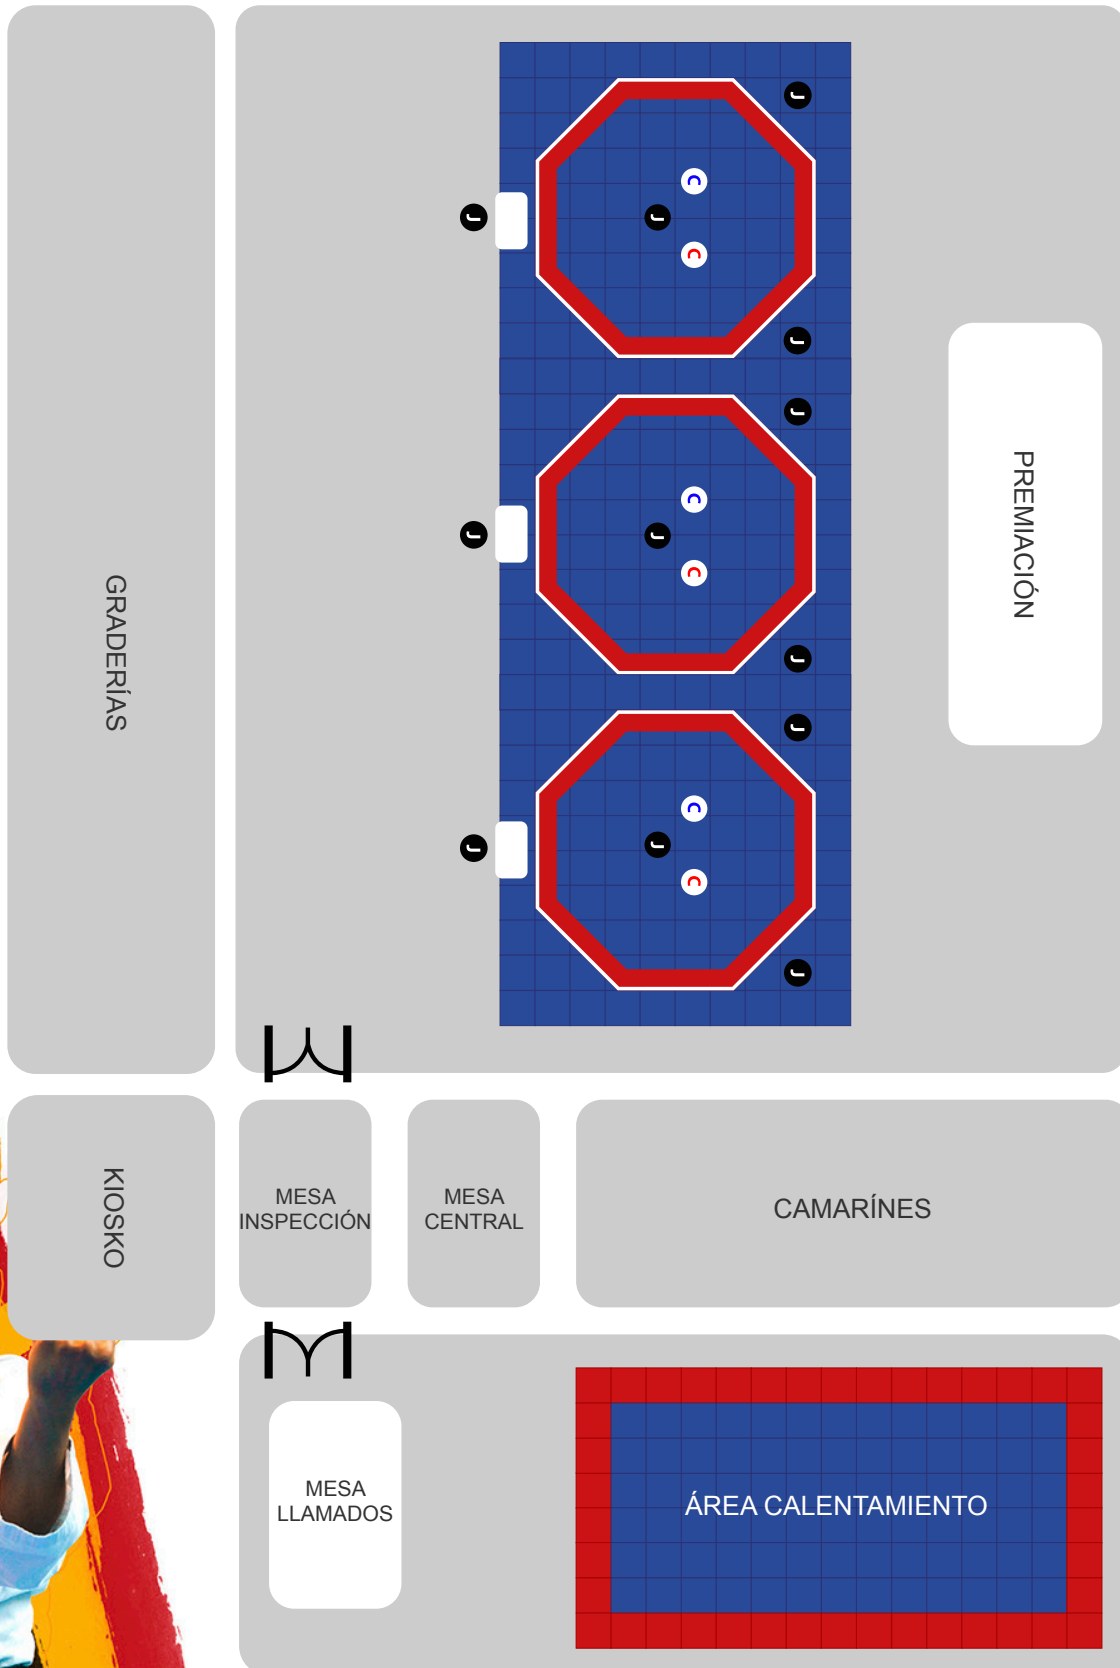 J
J
C
J
C
J
J
C
J
J
C
J
J
C
J
J
C
J
GRADERÍAS
PREMIACIÓN
KIOSKO
MESA
INSPECCIÓN
MESA
CENTRAL
CAMARÍNES
MESA
LLAMADOS
ÁREA CALENTAMIENTO